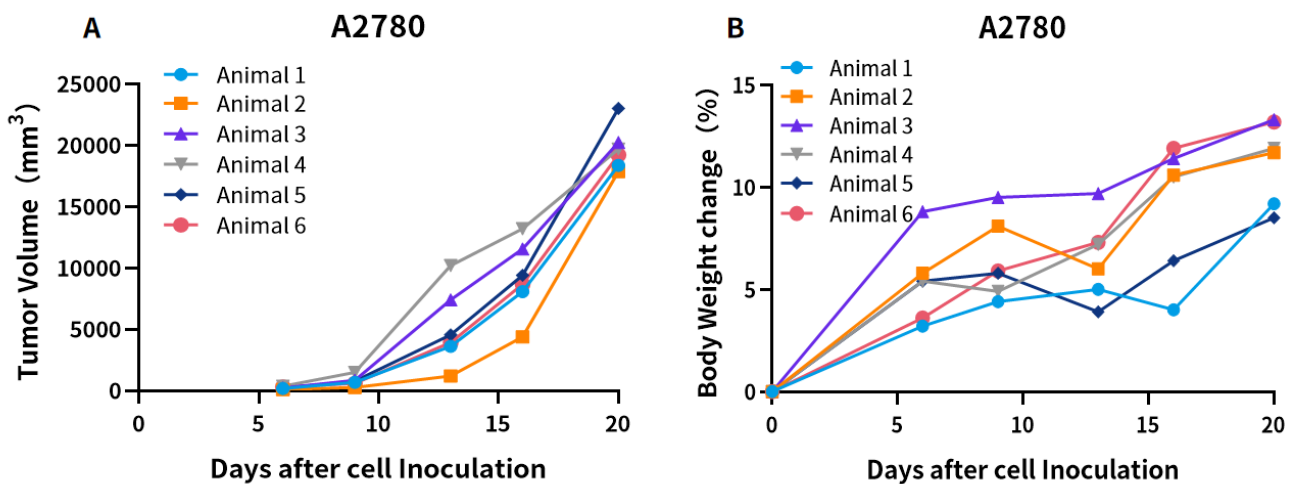 A
A2780
Animal 1
Animal 2
Animal 3
Animal 4
Animal 5
Animal 6
Tumor Volume（mm³）
25000
20000
15000
10000
5000
0
0 5 10 15 20
Days after cell Inoculation
B
A2780
Animal 1
Animal 2
Animal 3
Animal 4
Animal 5
Animal 6
Body Weight change（%）
15
10
5
0
0 5 10 15 20
Days after cell Inoculation